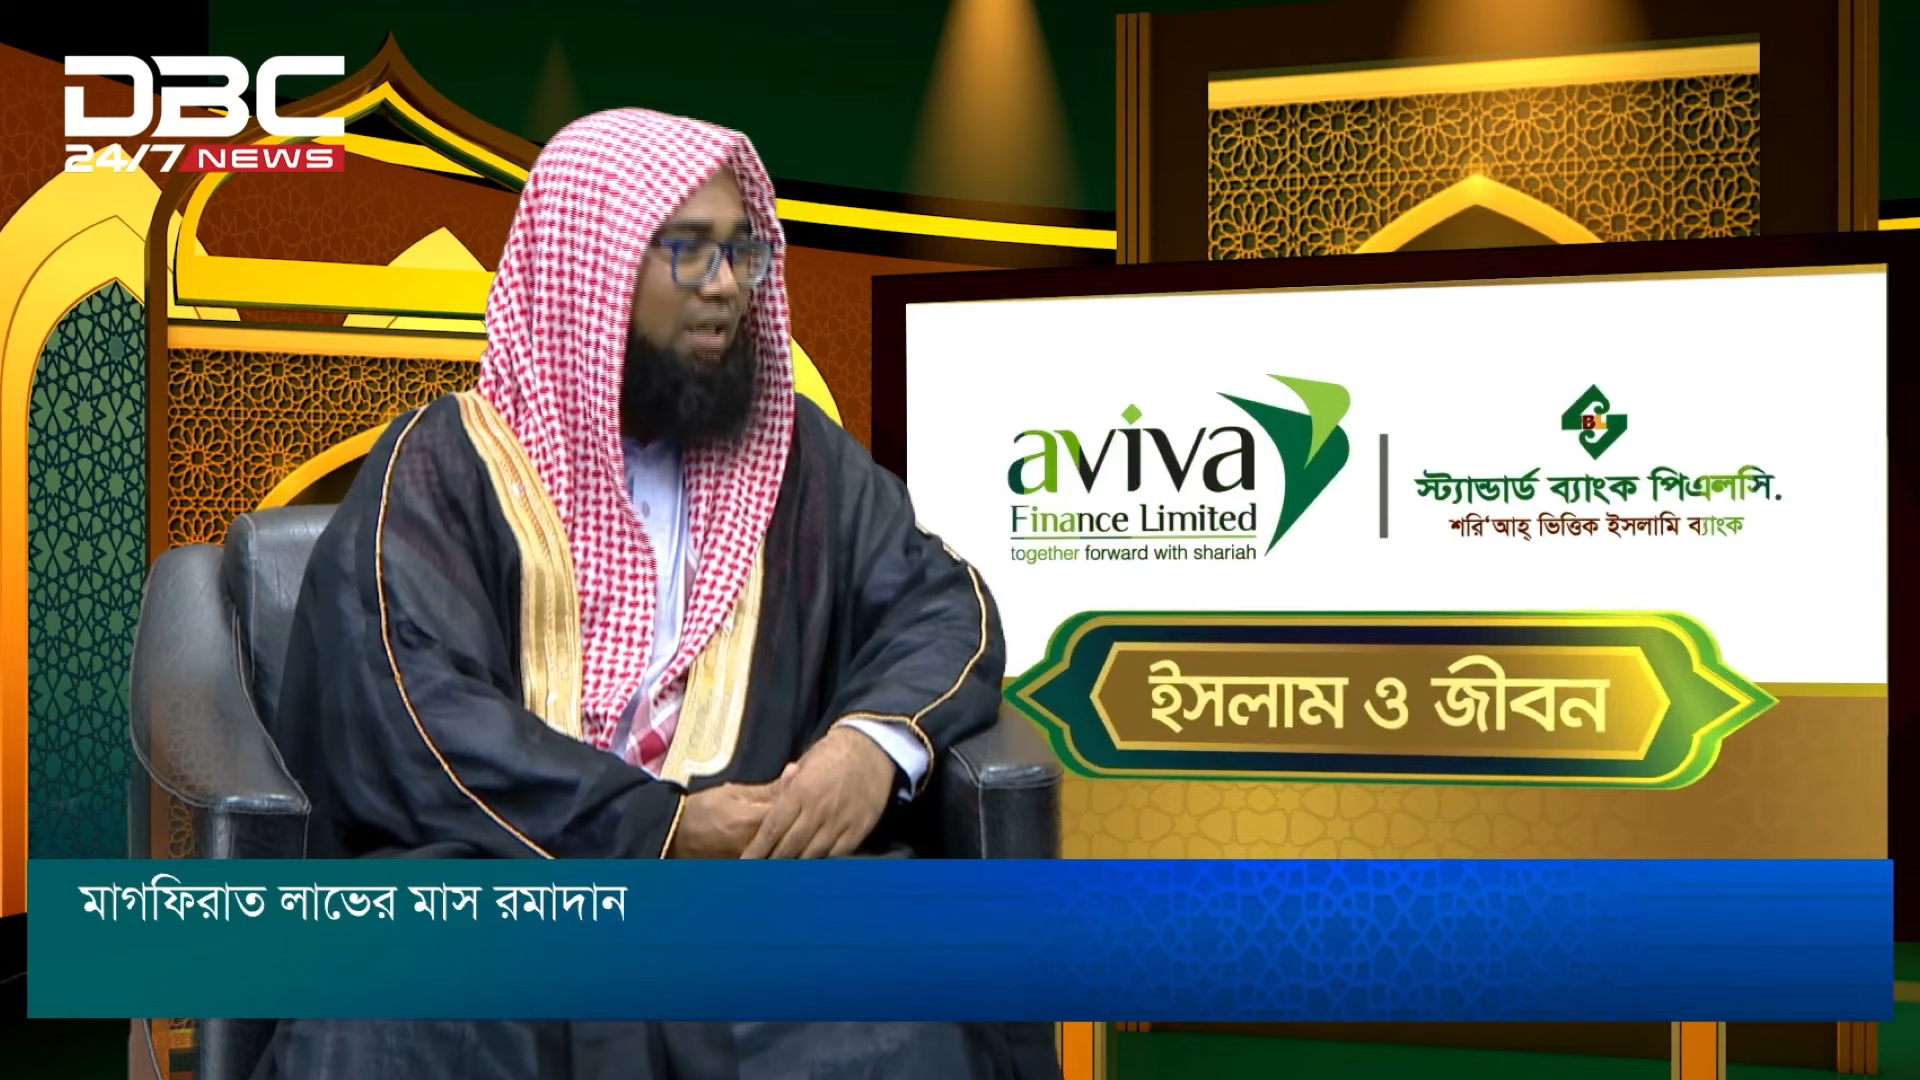 DBC
24/7 NEWS
aviva
Finance Limited
together forward with shariah
স্ট্যান্ডার্ড ব্যাংক পিএলসি.
শরি‘আহ্ ভিত্তিক ইসলামি ব্যাংক
ইসলাম ও জীবন
মাগফিরাত লাভের মাস রমাদান